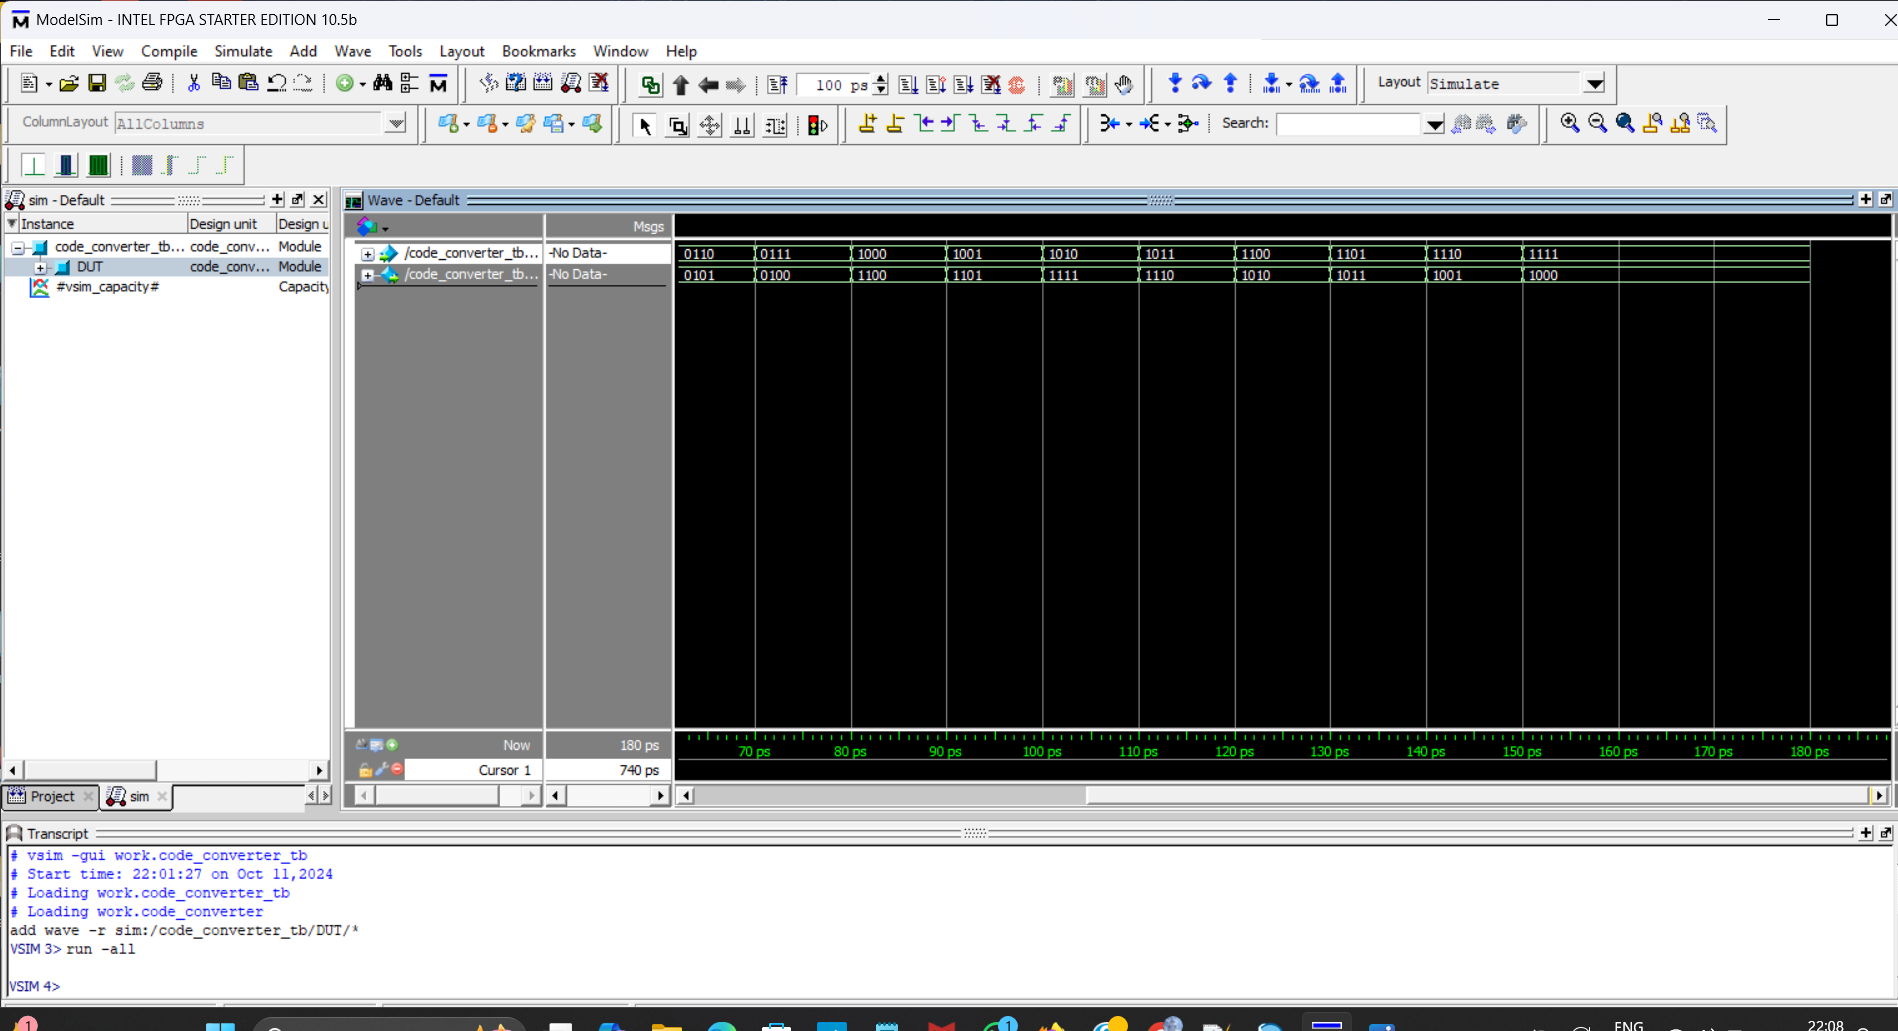 ModelSim - INTEL FPGA STARTER EDITION 10.5b
File Edit View Compile Simulate Add Wave Tools Layout Bookmarks Window Help
100 ps Layout Simulate
ColumnLayout AllColumns Search:
sim - Default
Instance Design unit Design u
code_converter_tb... code_conv... Module
DUT code_conv... Module
#vsim_capacity# Capacity
Wave - Default
Msgs
/code_converter_tb... -No Data- 0110 0111 1000 1001 1010 1011 1100 1101 1110 1111
/code_converter_tb... -No Data- 0101 0100 1100 1101 1111 1110 1010 1011 1001 1000
Now 180 ps 70 ps 80 ps 90 ps 100 ps 110 ps 120 ps 130 ps 140 ps 150 ps 160 ps 170 ps 180 ps
Cursor 1 740 ps
Project sim
Transcript
# vsim -gui work.code_converter_tb
# Start time: 22:01:27 on Oct 11,2024
# Loading work.code_converter_tb
# Loading work.code_converter
add wave -r sim:/code_converter_tb/DUT/*
VSIM 3> run -all
VSIM 4>
1 1 ENG 22:08